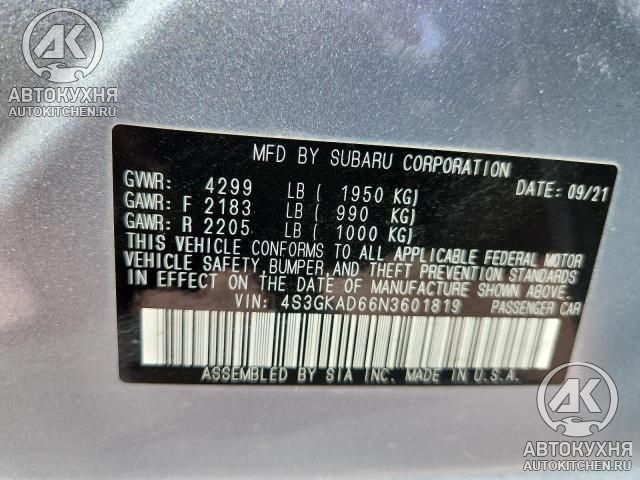 АК
АВТОКУХНЯ
AUTOKITCHEN.RU
MFD BY SUBARU CORPORATION
GVWR: 4299 LB ( 1950 KG) DATE: 09/21
GAWR: F 2183 LB ( 990 KG)
GAWR: R 2205 LB ( 1000 KG)
THIS VEHICLE CONFORMS TO ALL APPLICABLE FEDERAL MOTOR
VEHICLE SAFETY, BUMPER, AND THEFT PREVENTION STANDARDS
IN EFFECT ON THE DATE OF MANUFACTURE SHOWN ABOVE.
VIN: 4S3GKAD66N3601819 PASSENGER CAR
ASSEMBLED BY SIA INC. MADE IN U.S.A.
АК
АВТОКУХНЯ
AUTOKITCHEN.RU